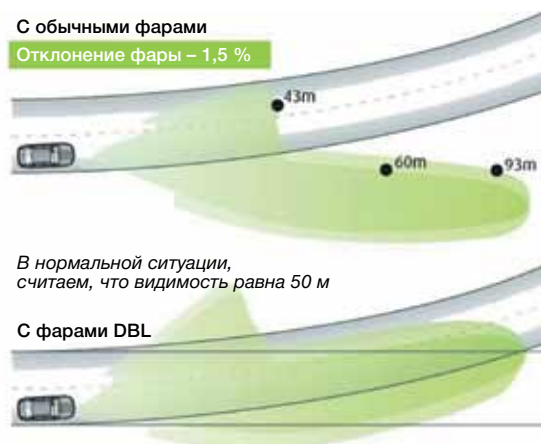 С обычными фарами
Отклонение фары – 1,5 %
43m
60m
93m
В нормальной ситуации,
считаем, что видимость равна 50 м
С фарами DBL